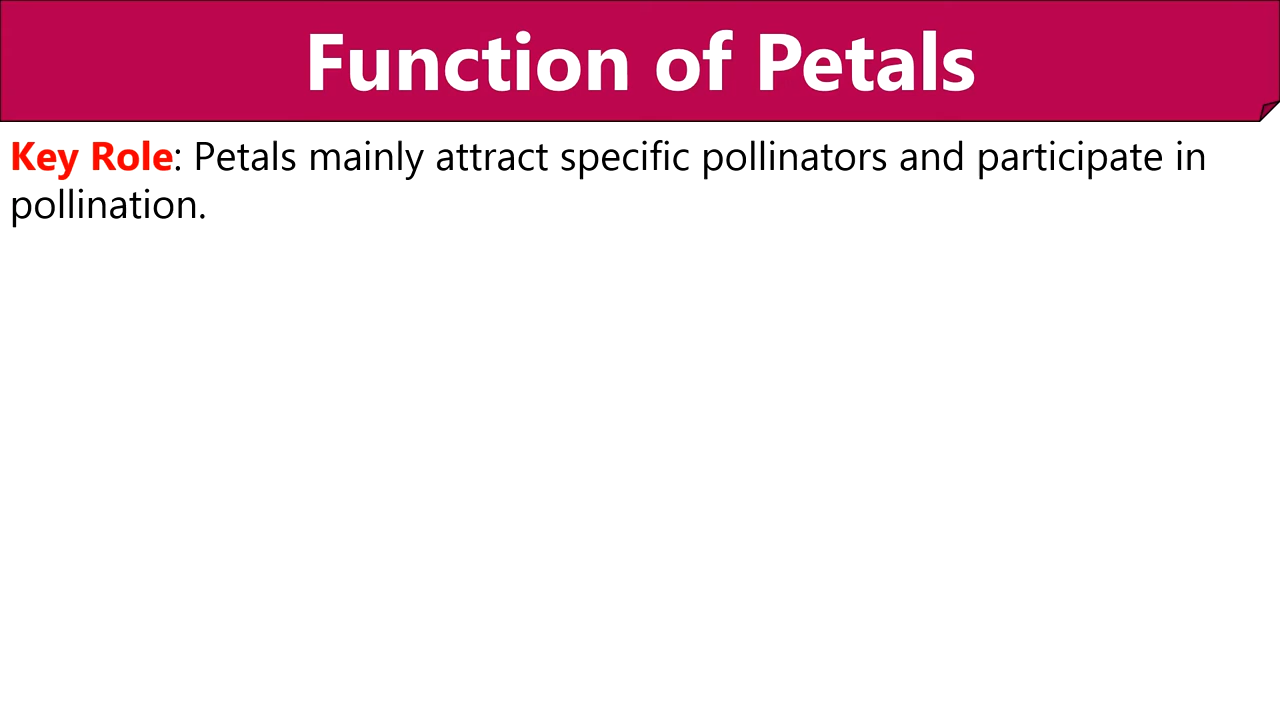 Function of Petals
Key Role: Petals mainly attract specific pollinators and participate in
pollination.